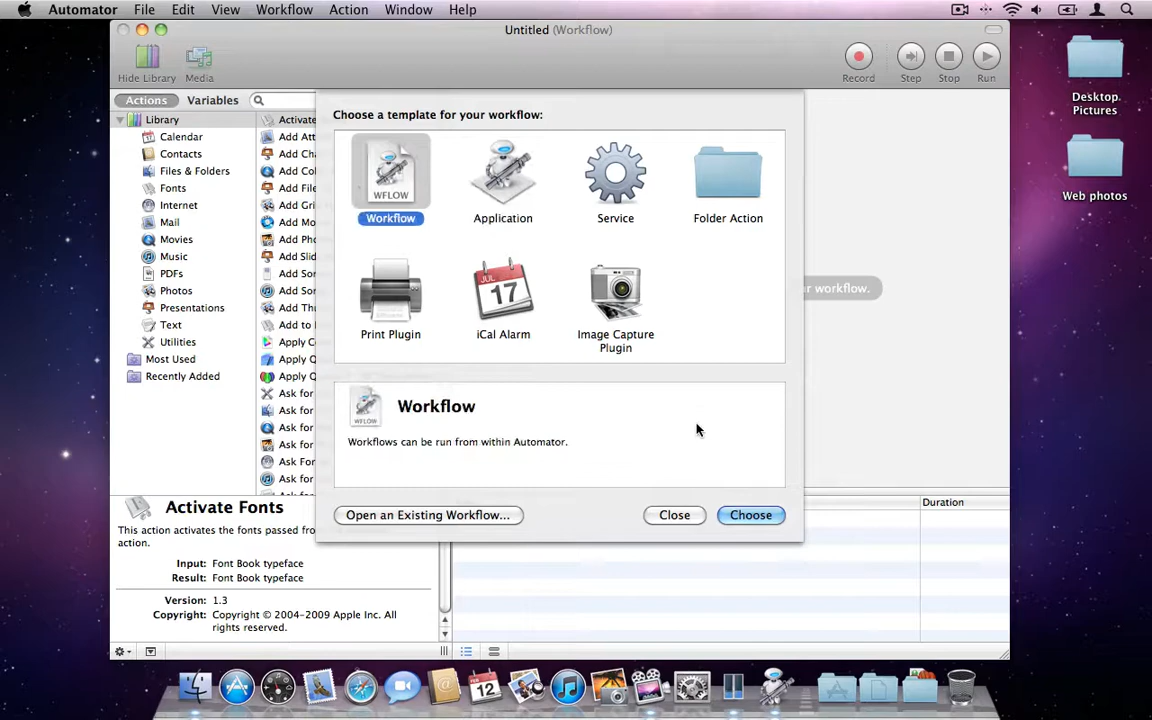 Automator File Edit View Workflow Action Window Help
Untitled (Workflow)
Hide Library Media Record Step Stop Run
Actions Variables
Library
Calendar
Contacts
Files & Folders
Fonts
Internet
Mail
Movies
Music
PDFs
Photos
Presentations
Text
Utilities
Most Used
Recently Added
Activate
Add Att
Add Cha
Add Col
Add File
Add Gri
Add Mo
Add Pho
Add Slid
Add Son
Add Son
Add Thu
Add to
Apply C
Apply Q
Apply Q
Ask for
Ask for
Ask for
Ask for
Ask For
Ask for
Choose a template for your workflow:
WFLOW
Workflow
Application
Service
Folder Action
Print Plugin
JUL
17
iCal Alarm
Image Capture
Plugin
WFLOW
Workflow
Workflows can be run from within Automator.
Open an Existing Workflow... Close Choose
ur workflow.
Duration
Activate Fonts
This action activates the fonts passed fro
action.
Input: Font Book typeface
Result: Font Book typeface
Version: 1.3
Copyright: Copyright © 2004-2009 Apple Inc. All
rights reserved.
Desktop
Pictures
Web photos
FEB
12